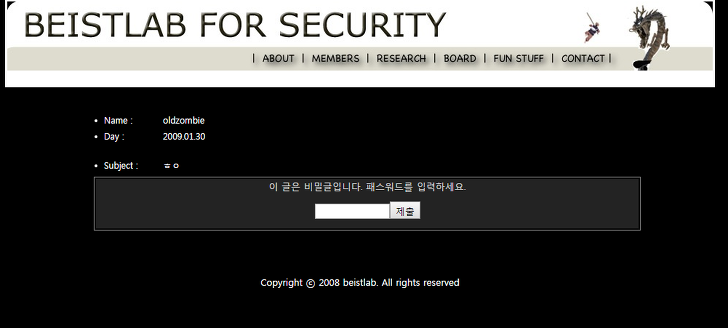 BEISTLAB FOR SECURITY
| ABOUT | MEMBERS | RESEARCH | BOARD | FUN STUFF | CONTACT |
• Name : oldzombie
• Day : 2009.01.30
• Subject : ㅎㅇ
이 글은 비밀글입니다. 패스워드를 입력하세요.
제출
Copyright © 2008 beistlab. All rights reserved